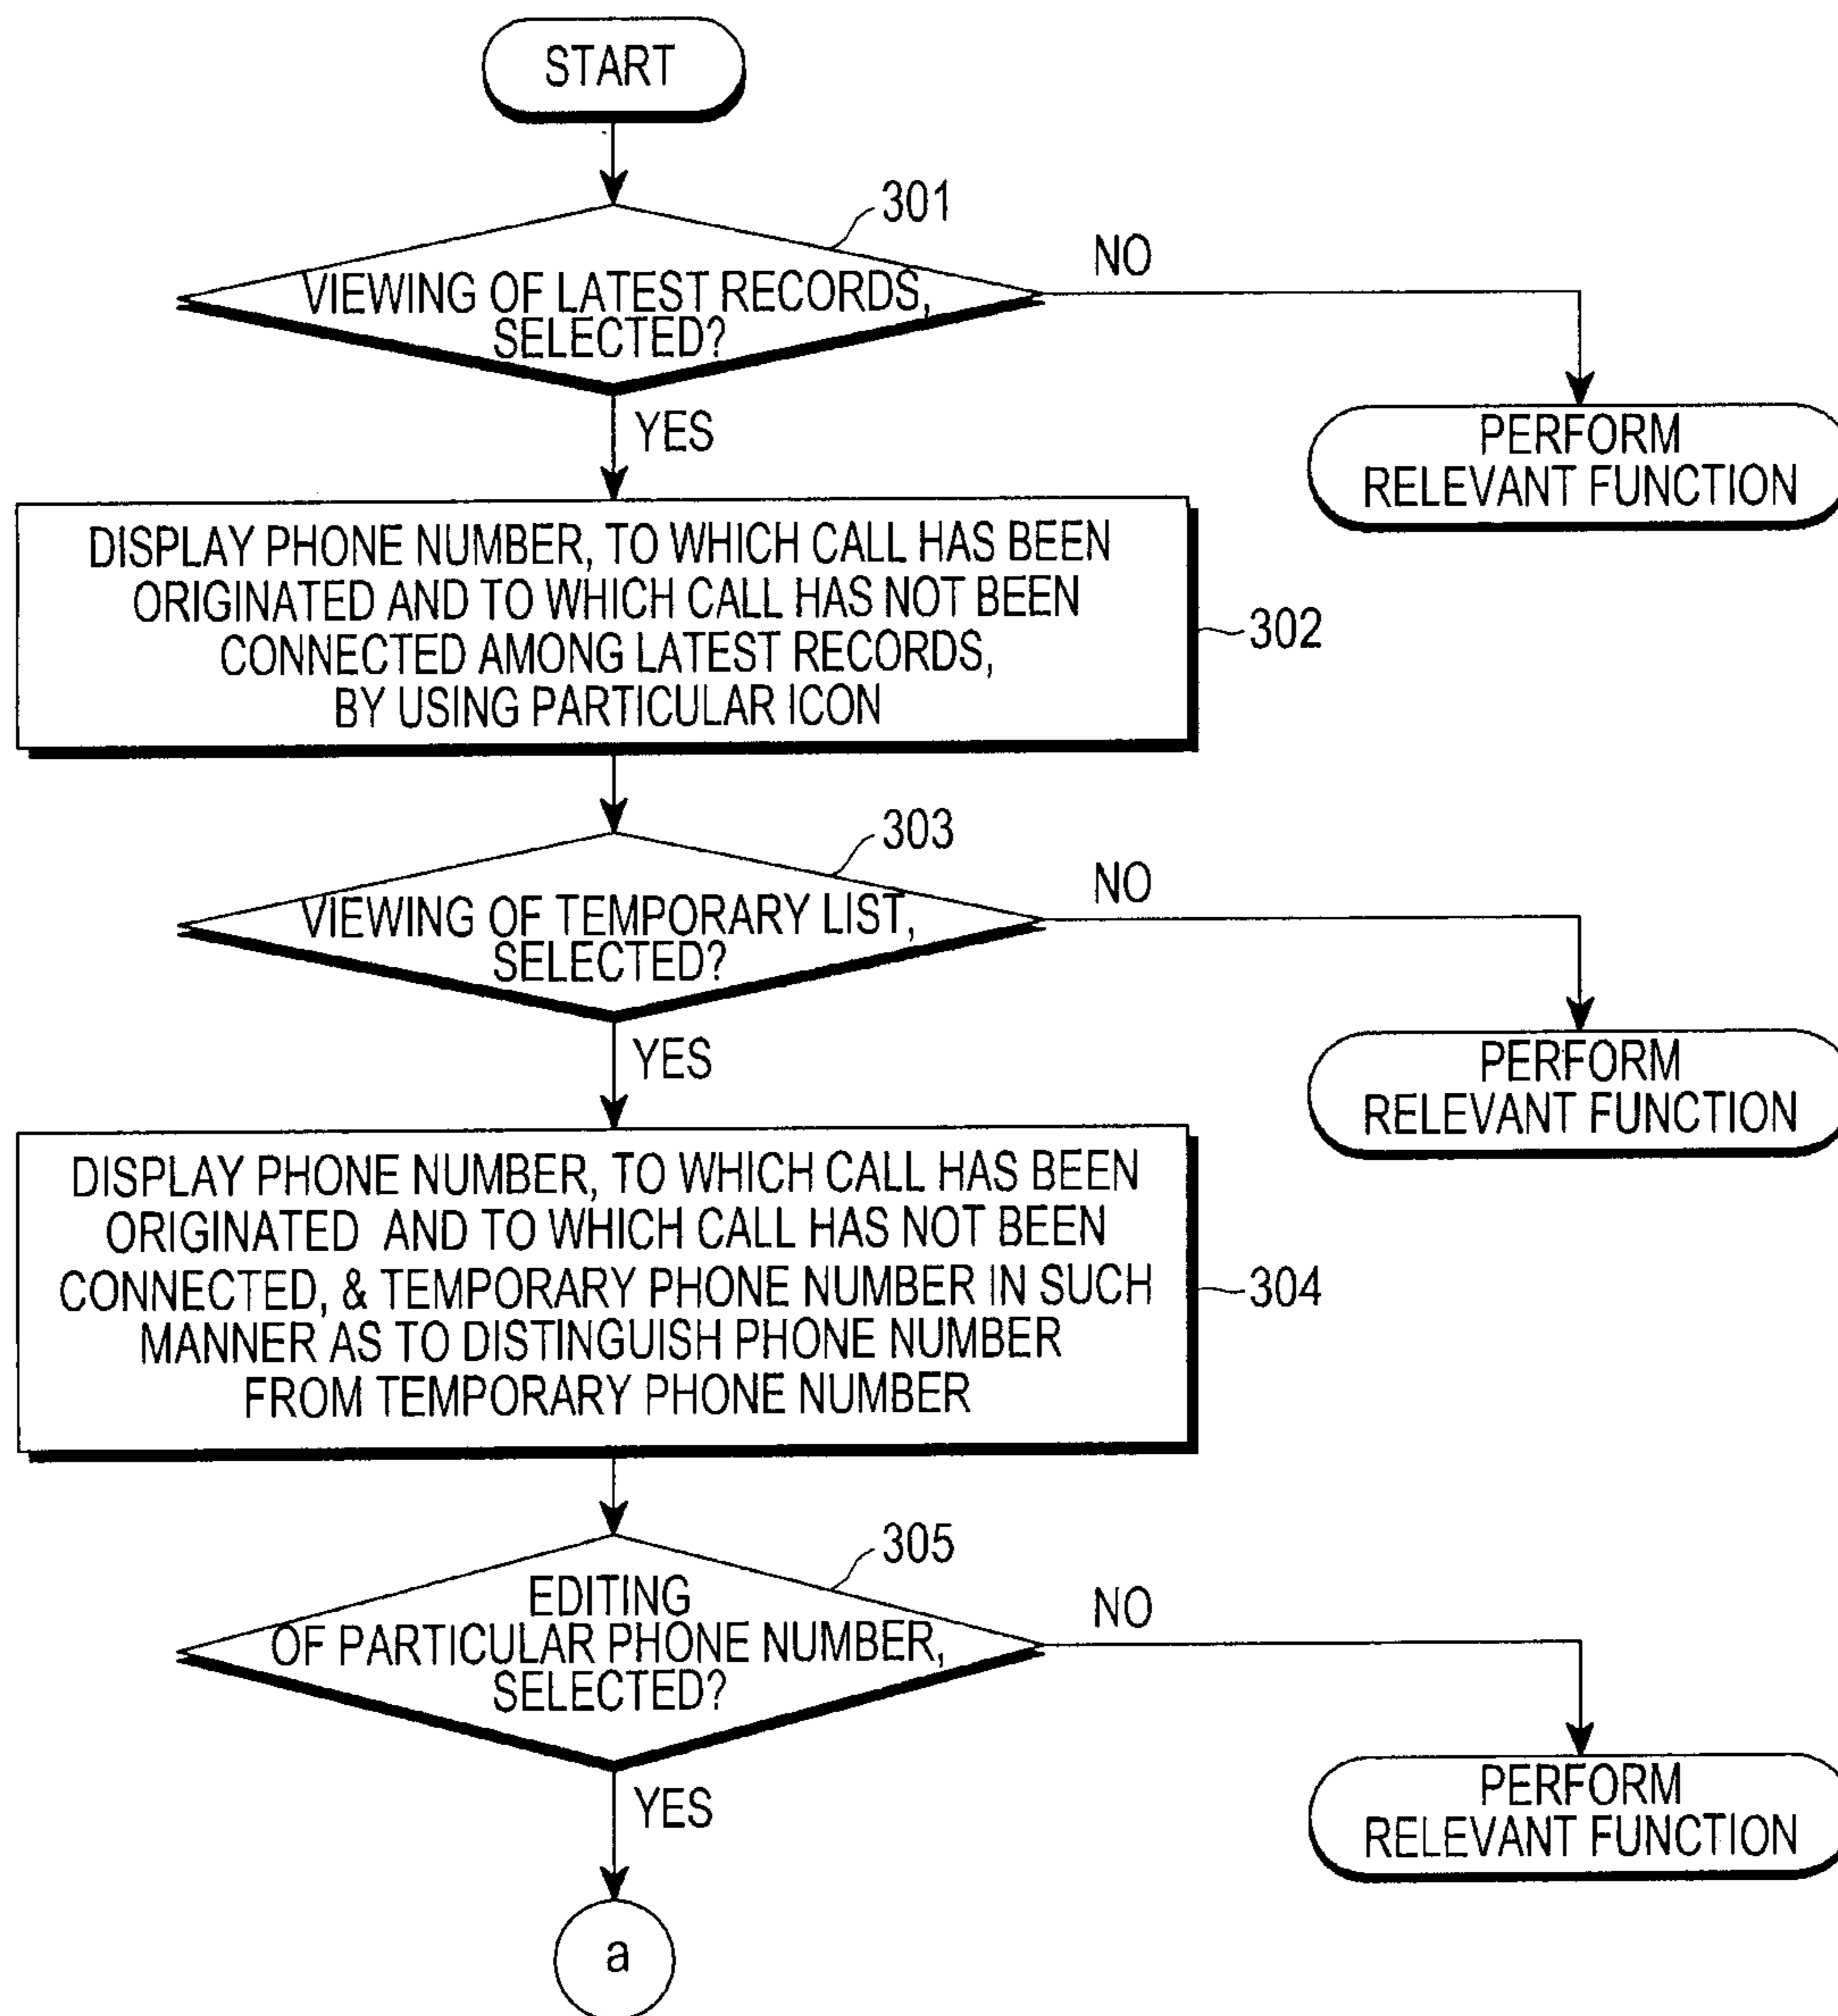 START
301
VIEWING OF LATEST RECORDS,
SELECTED?
NO
YES
PERFORM
RELEVANT FUNCTION
DISPLAY PHONE NUMBER, TO WHICH CALL HAS BEEN
ORIGINATED AND TO WHICH CALL HAS NOT BEEN
CONNECTED AMONG LATEST RECORDS,
BY USING PARTICULAR ICON
302
303
VIEWING OF TEMPORARY LIST,
SELECTED?
NO
YES
PERFORM
RELEVANT FUNCTION
DISPLAY PHONE NUMBER, TO WHICH CALL HAS BEEN
ORIGINATED AND TO WHICH CALL HAS NOT BEEN
CONNECTED, & TEMPORARY PHONE NUMBER IN SUCH
MANNER AS TO DISTINGUISH PHONE NUMBER
FROM TEMPORARY PHONE NUMBER
304
305
EDITING
OF PARTICULAR PHONE NUMBER,
SELECTED?
NO
YES
PERFORM
RELEVANT FUNCTION
a